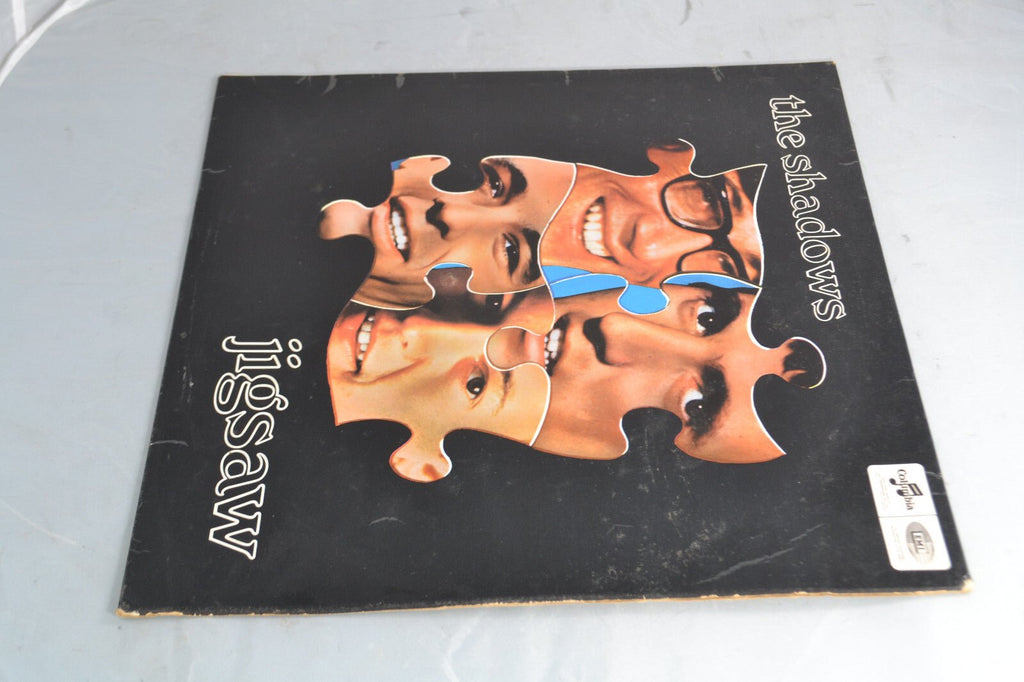 the shadows
jigsaw
Columbia
EMI